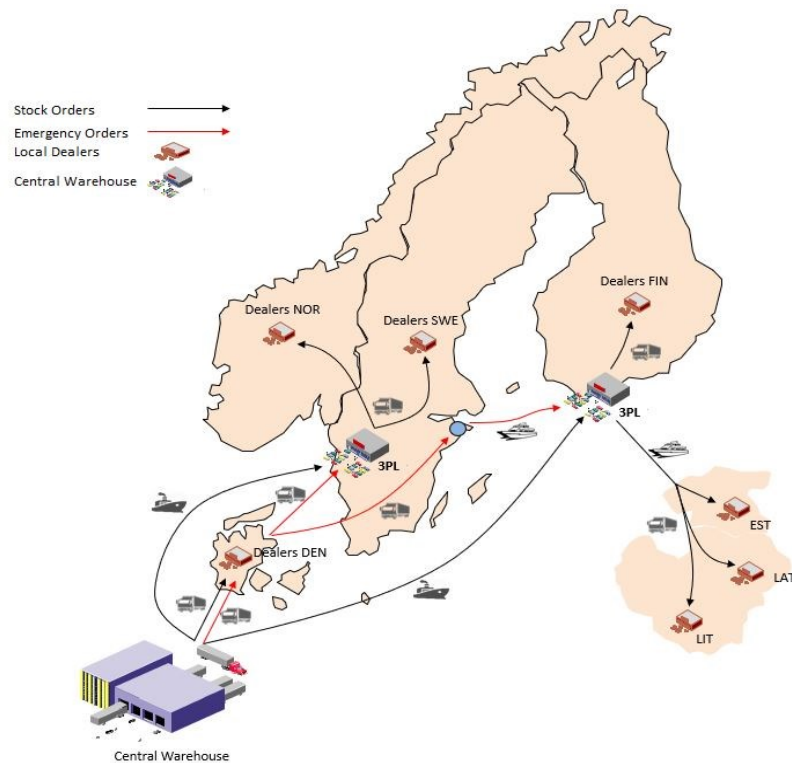 Stock Orders
Emergency Orders
Local Dealers
Central Warehouse
Dealers FIN
Dealers NOR
Dealers SWE
3PL
3PL
EST
Dealers DEN
LAT
LIT
Central Warehouse